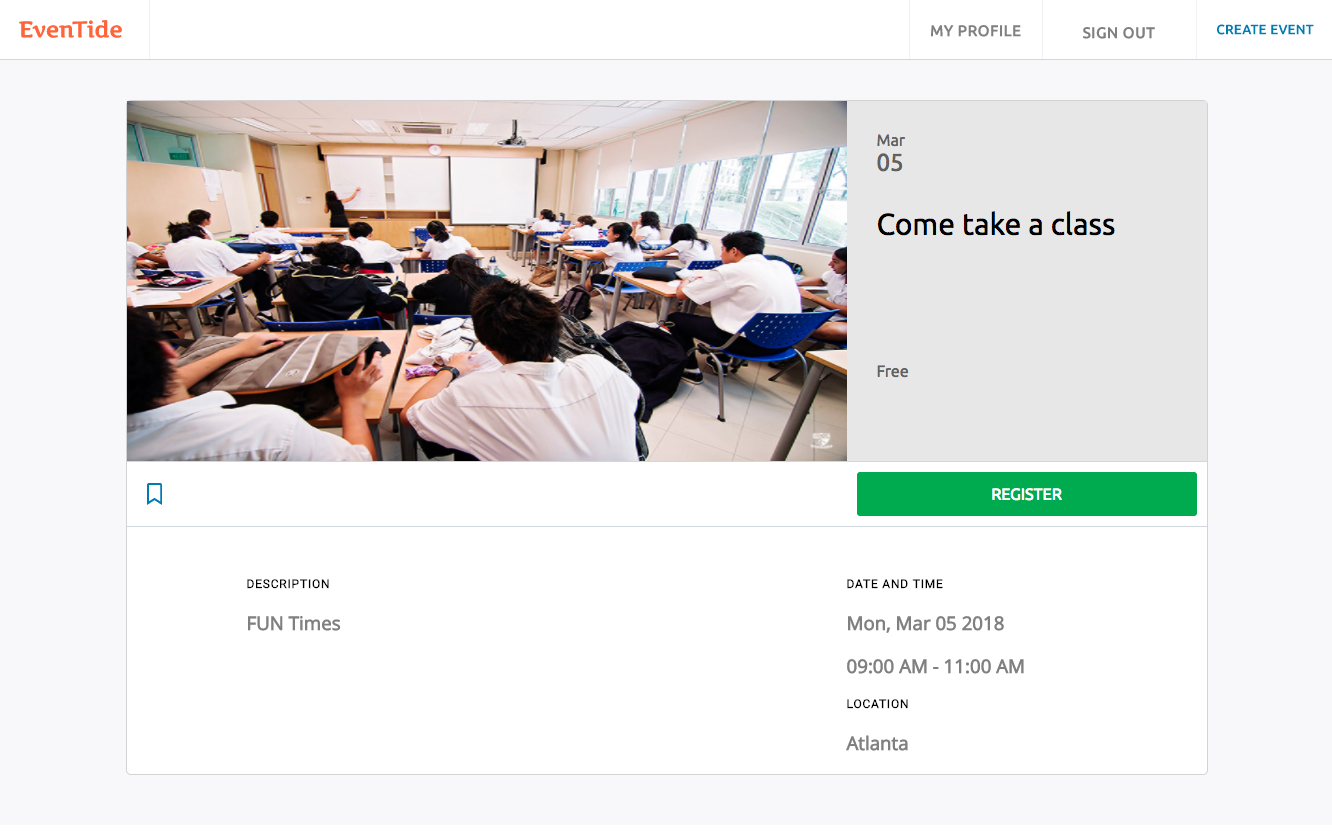 EvenTide
MY PROFILE
SIGN OUT
CREATE EVENT
Mar
05
Come take a class
Free
REGISTER
DESCRIPTION
FUN Times
DATE AND TIME
Mon, Mar 05 2018
09:00 AM - 11:00 AM
LOCATION
Atlanta